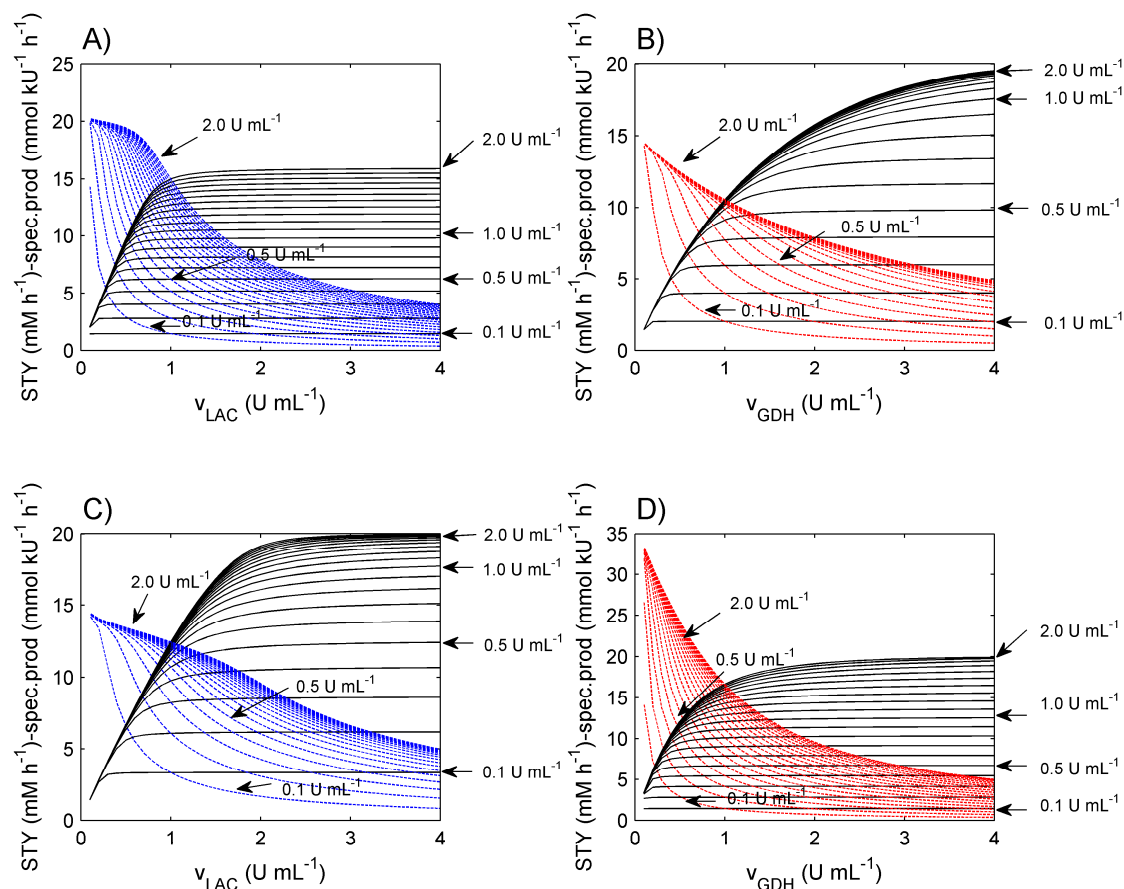 A)
STY (mM h⁻¹)-spec.prod (mmol kU⁻¹ h⁻¹)
25
20
15
10
5
0
0 1 2 3 4
v_LAC (U mL⁻¹)
2.0 U mL⁻¹
0.5 U mL⁻¹
0.1 U mL⁻¹
2.0 U mL⁻¹
1.0 U mL⁻¹
0.5 U mL⁻¹
0.1 U mL⁻¹
B)
STY (mM h⁻¹)-spec.prod (mmol kU⁻¹ h⁻¹)
20
15
10
5
0
0 1 2 3 4
v_GDH (U mL⁻¹)
2.0 U mL⁻¹
0.5 U mL⁻¹
0.1 U mL⁻¹
2.0 U mL⁻¹
1.0 U mL⁻¹
0.5 U mL⁻¹
0.1 U mL⁻¹
C)
STY (mM h⁻¹)-spec.prod (mmol kU⁻¹ h⁻¹)
20
15
10
5
0
0 1 2 3 4
v_LAC (U mL⁻¹)
2.0 U mL⁻¹
0.5 U mL⁻¹
0.1 U mL⁻¹
2.0 U mL⁻¹
1.0 U mL⁻¹
0.5 U mL⁻¹
0.1 U mL⁻¹
D)
STY (mM h⁻¹)-spec.prod (mmol kU⁻¹ h⁻¹)
35
30
25
20
15
10
5
0
0 1 2 3 4
v_GDH (U mL⁻¹)
2.0 U mL⁻¹
0.5 U mL⁻¹
0.1 U mL⁻¹
2.0 U mL⁻¹
1.0 U mL⁻¹
0.5 U mL⁻¹
0.1 U mL⁻¹